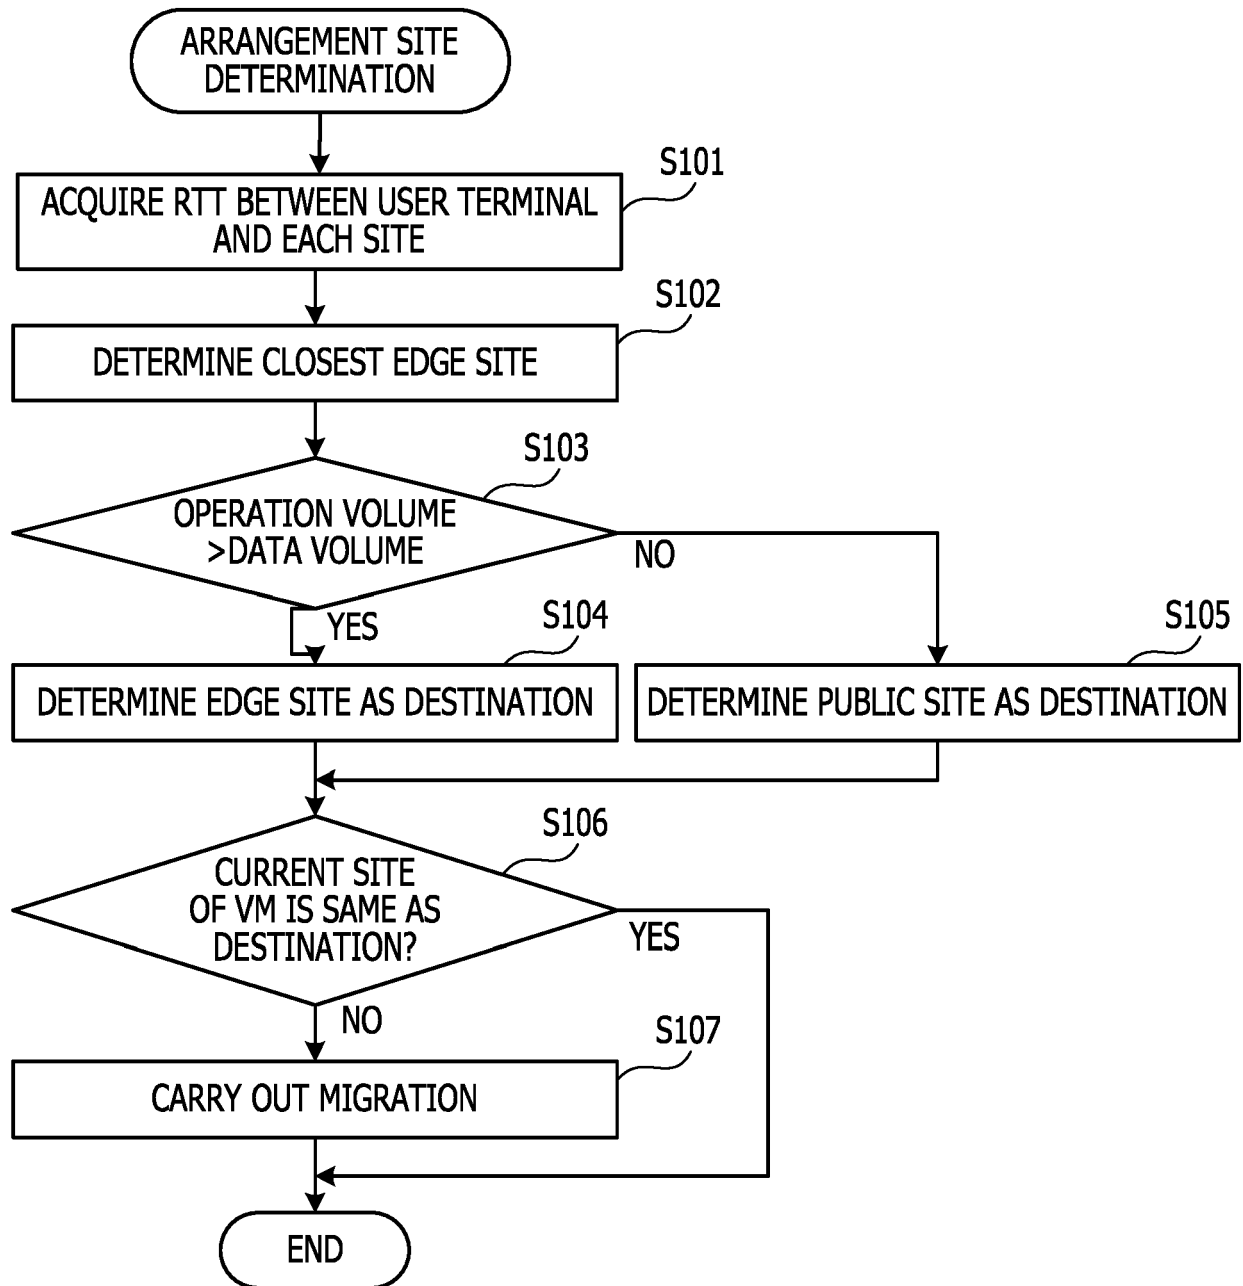 ARRANGEMENT SITE
DETERMINATION
S101
ACQUIRE RTT BETWEEN USER TERMINAL
AND EACH SITE
S102
DETERMINE CLOSEST EDGE SITE
S103
OPERATION VOLUME
>DATA VOLUME
NO
YES
S104
DETERMINE EDGE SITE AS DESTINATION
S105
DETERMINE PUBLIC SITE AS DESTINATION
S106
CURRENT SITE
OF VM IS SAME AS
DESTINATION?
YES
NO
S107
CARRY OUT MIGRATION
END